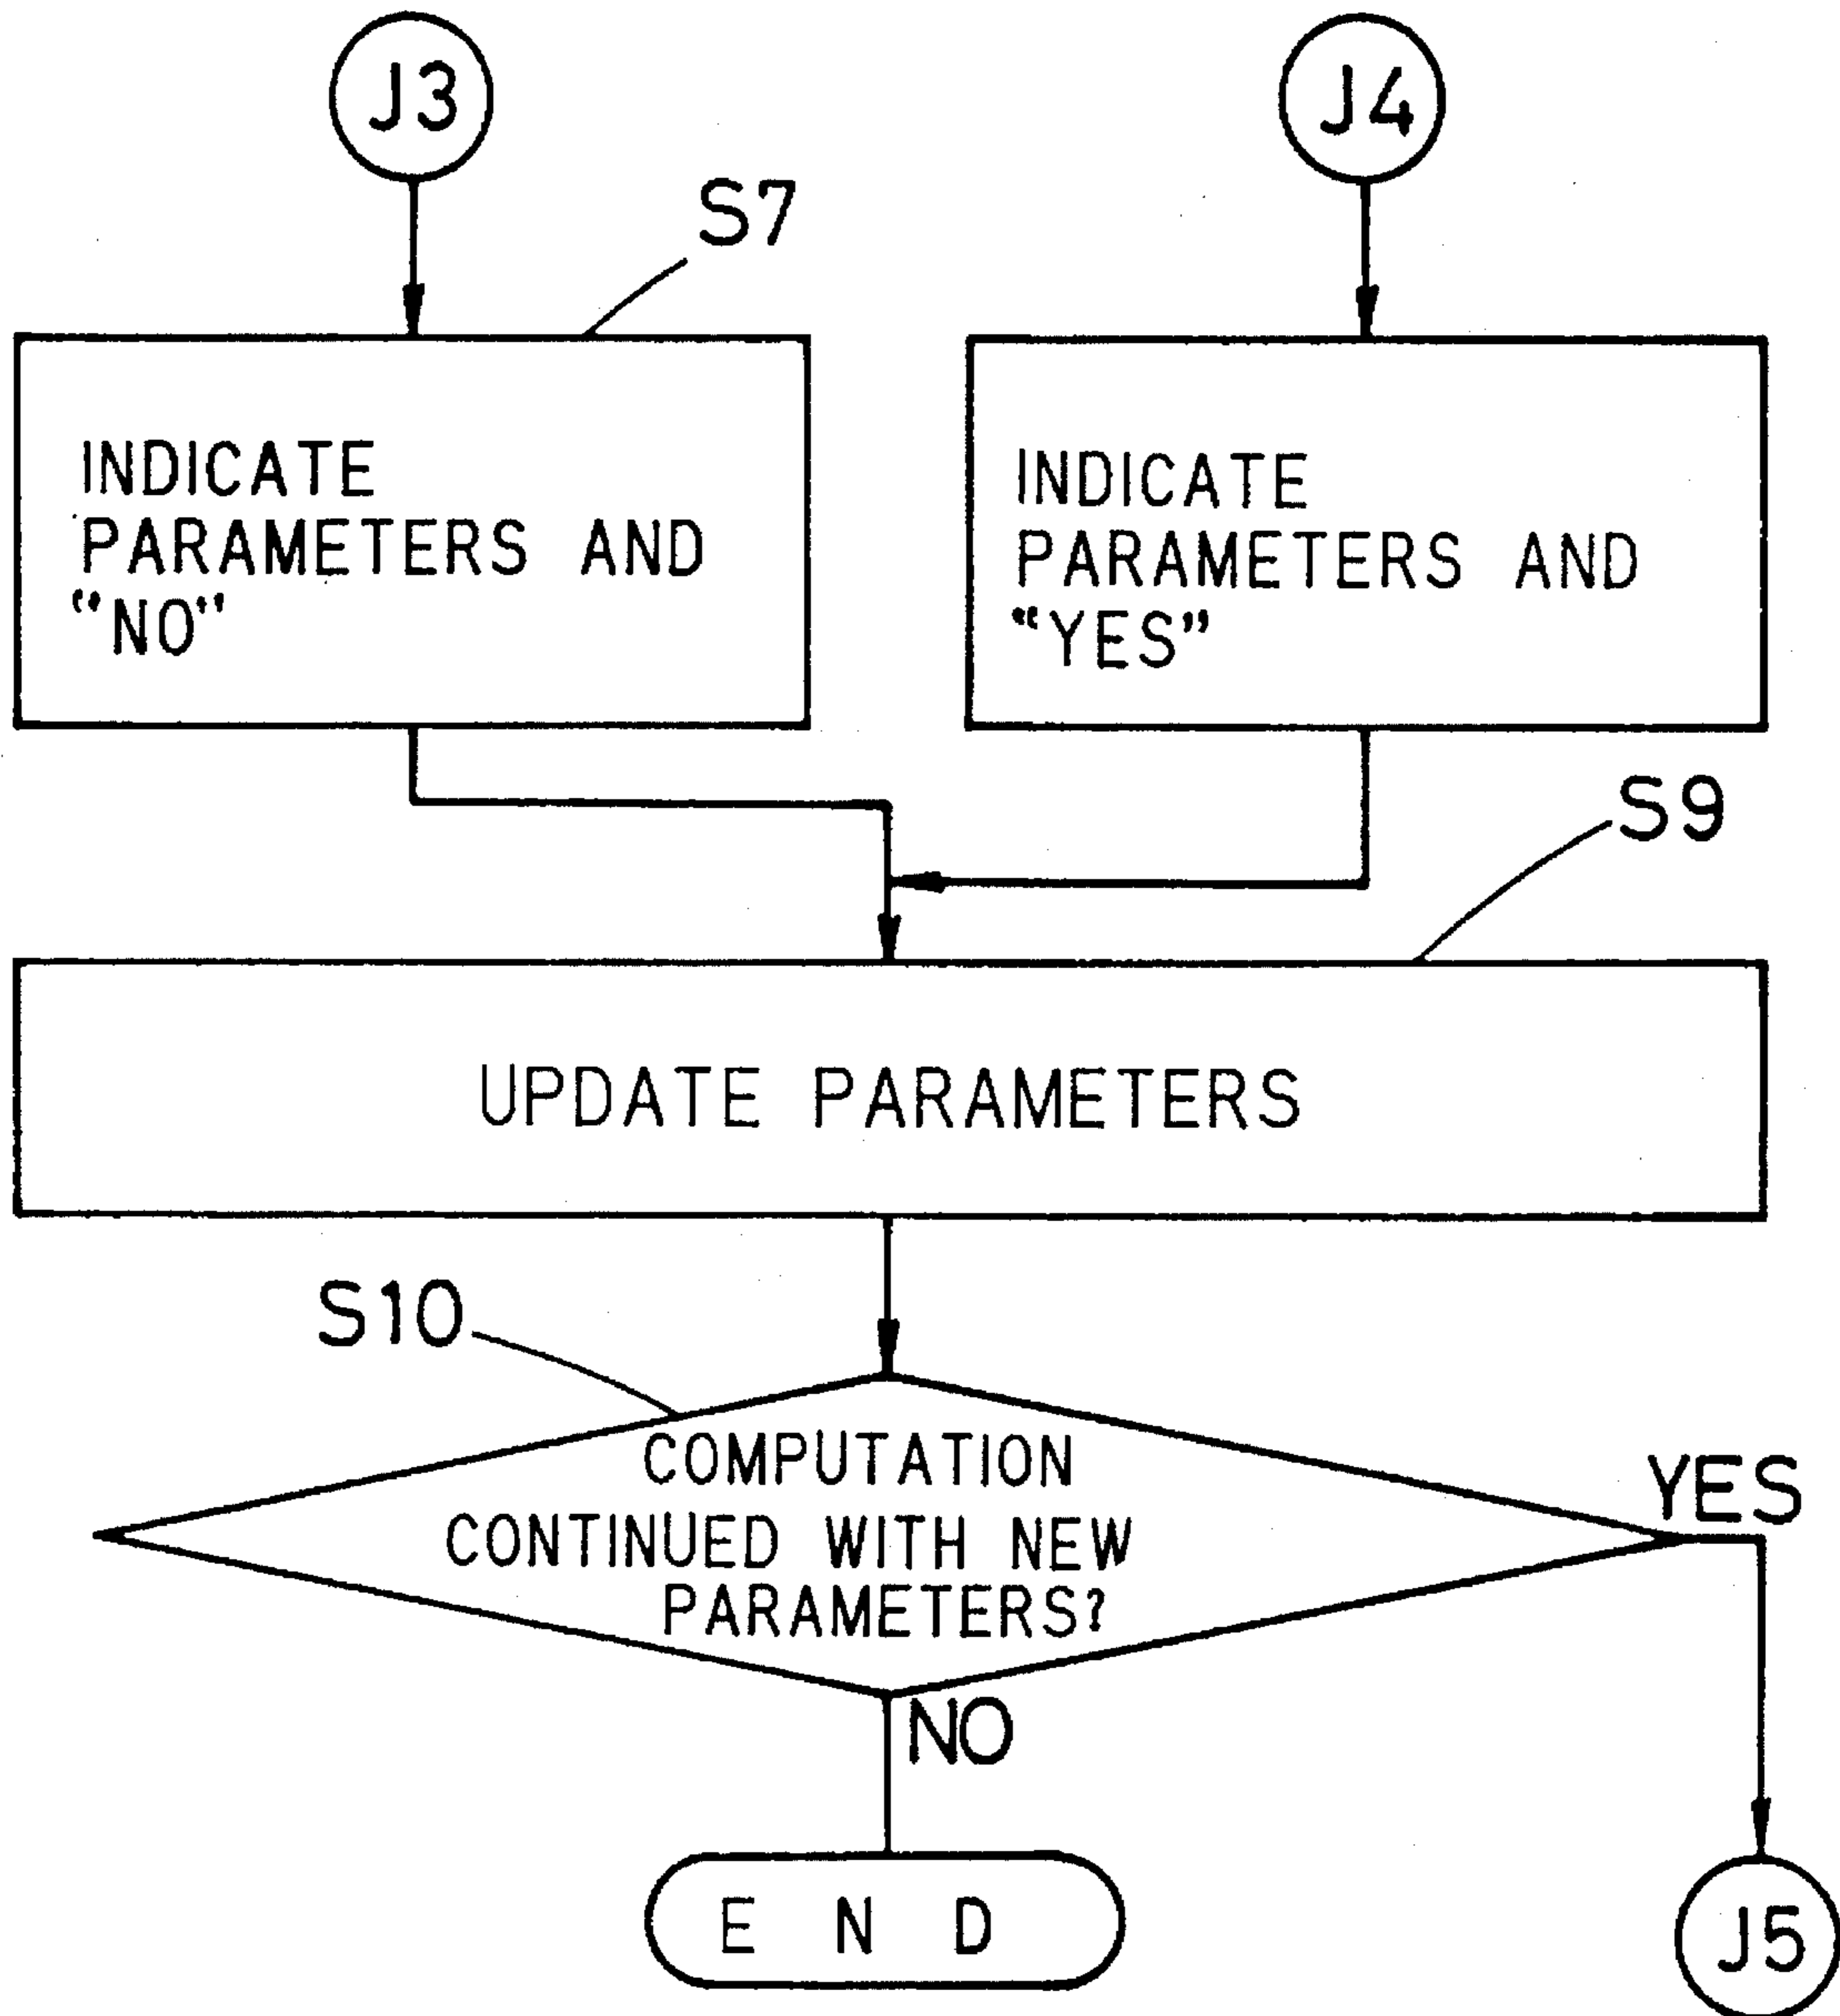 J3
J4
S7
INDICATE
PARAMETERS AND
“NO”
INDICATE
PARAMETERS AND
“YES”
S9
UPDATE PARAMETERS
S10
COMPUTATION
CONTINUED WITH NEW
PARAMETERS?
YES
NO
END
J5